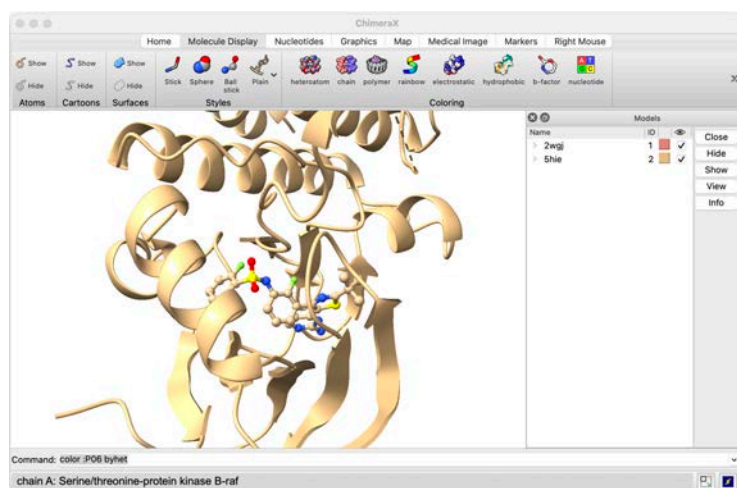 ChimeraX
Home Molecule Display Nucleotides Graphics Map Medical Image Markers Right Mouse
Show Show Show
Hide Hide Hide
Stick Sphere Ball stick Plain heteroatom chain polymer rainbow electrostatic hydrophobic b-factor nucleotide
A T
G C
Atoms Cartoons Surfaces Styles Coloring
Models
Name ID
2wgj 1
5hie 2
Close
Hide
Show
View
Info
Command: color :P06 byhet
chain A: Serine/threonine-protein kinase B-raf